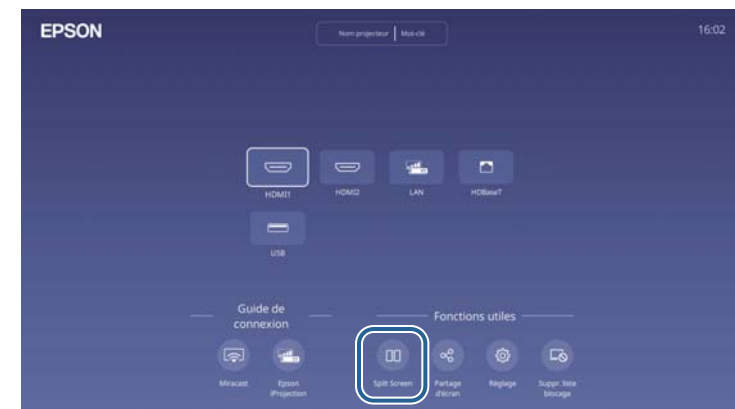 EPSON
Nom projecteur | Mot-clé
16:02
HDMI1
HDMI2
LAN
HDBaseT
USB
Guide de
connexion
Fonctions utiles
Miracast
Epson
iProjection
Split Screen
Partage
d'écran
Réglage
Suppr. liste
blocage